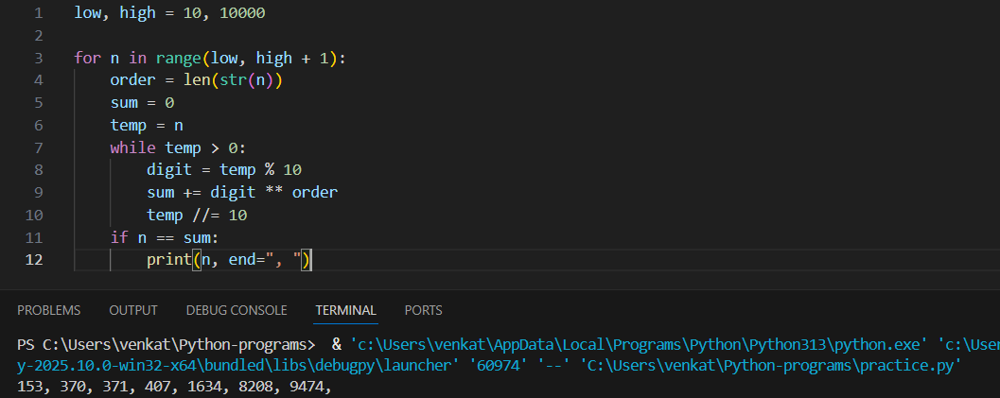 1 low, high = 10, 10000
2
3 for n in range(low, high + 1):
4     order = len(str(n))
5     sum = 0
6     temp = n
7     while temp > 0:
8         digit = temp % 10
9         sum += digit ** order
10         temp //= 10
11     if n == sum:
12         print(n, end=", ")
PROBLEMS OUTPUT DEBUG CONSOLE TERMINAL PORTS
PS C:\Users\venkat\Python-programs>  & 'c:\Users\venkat\AppData\Local\Programs\Python\Python313\python.exe' 'c:\User
y-2025.10.0-win32-x64\bundled\libs\debugpy\launcher' '60974' '--' 'C:\Users\venkat\Python-programs\practice.py'
153, 370, 371, 407, 1634, 8208, 9474,